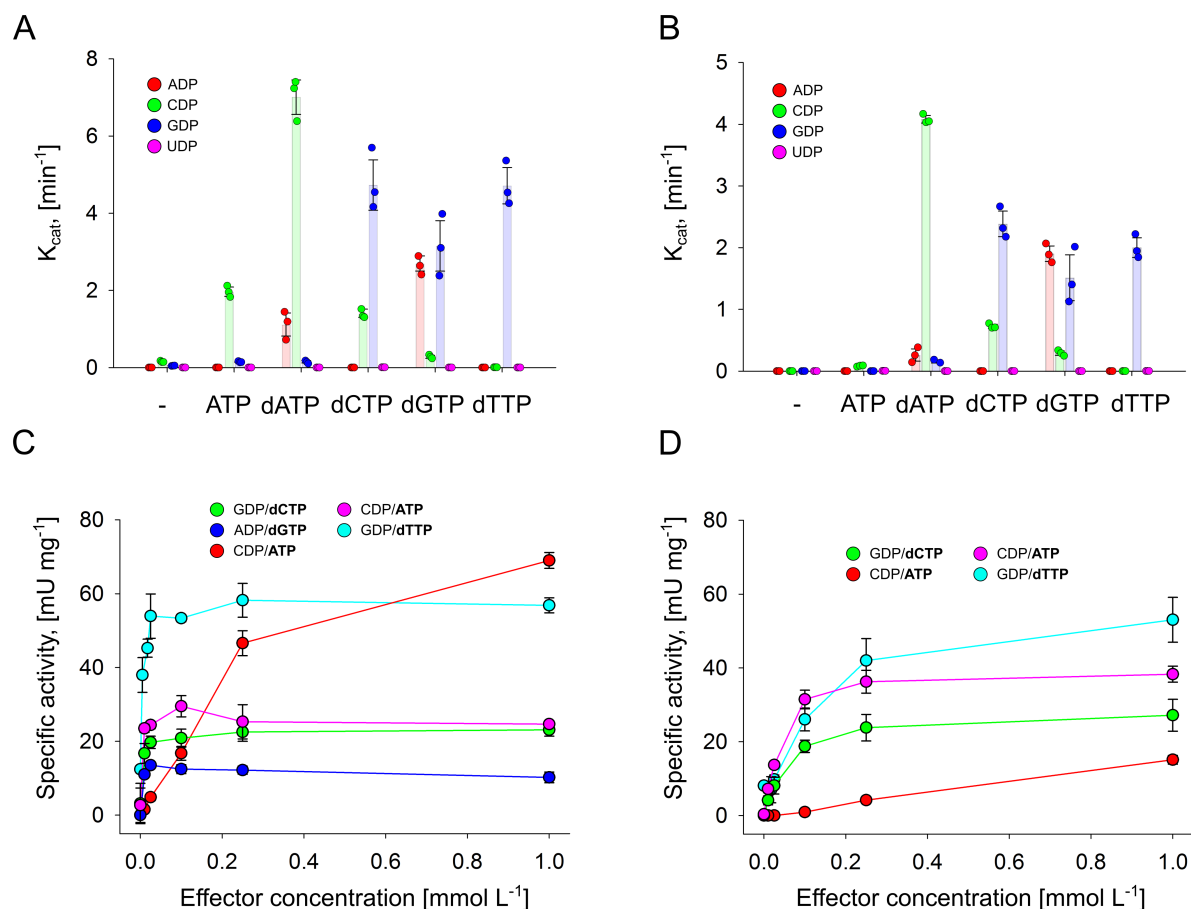 A
B
8
6
4
2
0
K_cat, [min^-1]
ADP
CDP
GDP
UDP
- ATP dATP dCTP dGTP dTTP
5
4
3
2
1
0
K_cat, [min^-1]
ADP
CDP
GDP
UDP
- ATP dATP dCTP dGTP dTTP
C
D
GDP/dCTP CDP/ATP
ADP/dGTP GDP/dTTP
CDP/ATP
80
60
40
20
0
Specific activity, [mU mg^-1]
0.0 0.2 0.4 0.6 0.8 1.0
Effector concentration [mmol L^-1]
GDP/dCTP CDP/ATP
CDP/ATP GDP/dTTP
80
60
40
20
0
Specific activity, [mU mg^-1]
0.0 0.2 0.4 0.6 0.8 1.0
Effector concentration [mmol L^-1]